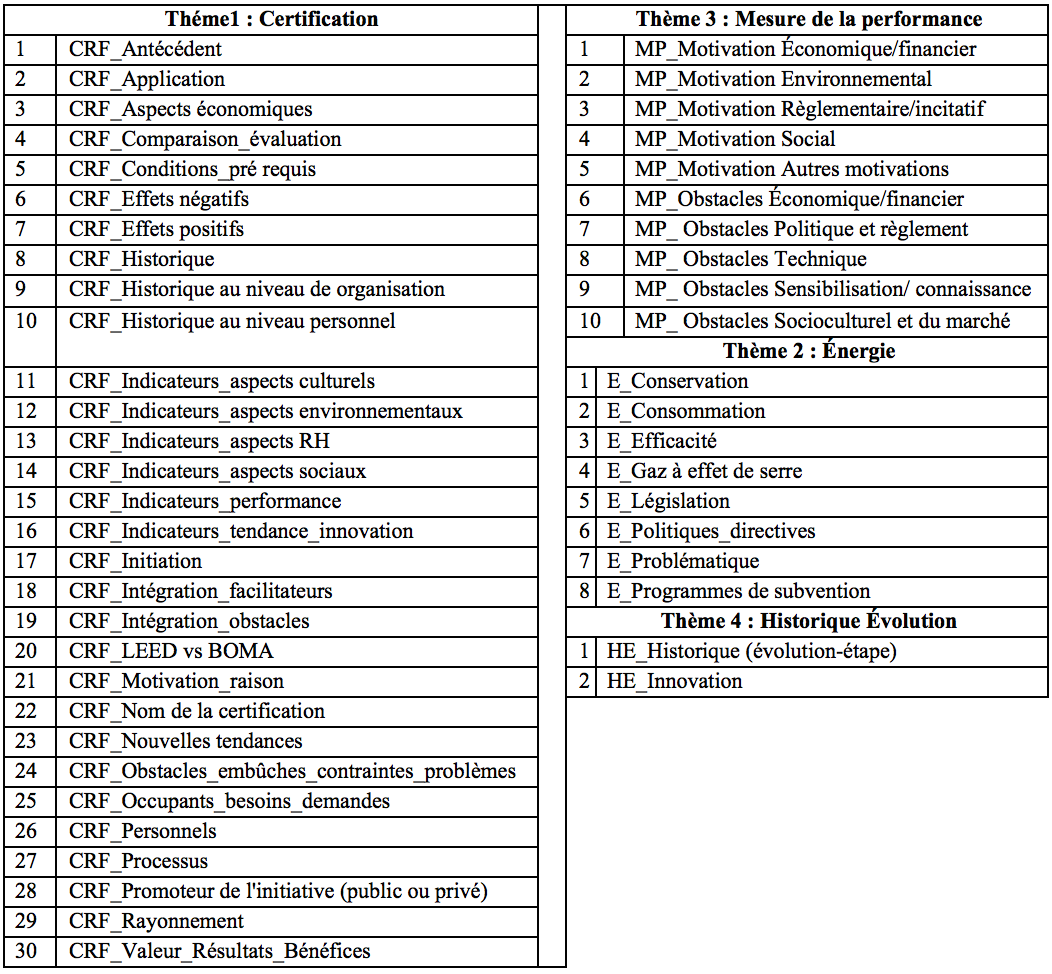 Théme1 : Certification
1 CRF_Antécédent
2 CRF_Application
3 CRF_Aspects économiques
4 CRF_Comparaison_évaluation
5 CRF_Conditions_pré requis
6 CRF_Effets négatifs
7 CRF_Effets positifs
8 CRF_Historique
9 CRF_Historique au niveau de organisation
10 CRF_Historique au niveau personnel
11 CRF_Indicateurs_aspects culturels
12 CRF_Indicateurs_aspects environnementaux
13 CRF_Indicateurs_aspects RH
14 CRF_Indicateurs_aspects sociaux
15 CRF_Indicateurs_performance
16 CRF_Indicateurs_tendance_innovation
17 CRF_Initiation
18 CRF_Intégration_facilitateurs
19 CRF_Intégration_obstacles
20 CRF_LEED vs BOMA
21 CRF_Motivation_raison
22 CRF_Nom de la certification
23 CRF_Nouvelles tendances
24 CRF_Obstacles_embûches_contraintes_problèmes
25 CRF_Occupants_besoins_demandes
26 CRF_Personnels
27 CRF_Processus
28 CRF_Promoteur de l'initiative (public ou privé)
29 CRF_Rayonnement
30 CRF_Valeur_Résultats_Bénéfices
Thème 3 : Mesure de la performance
1 MP_Motivation Économique/financier
2 MP_Motivation Environnemental
3 MP_Motivation Règlementaire/incitatif
4 MP_Motivation Social
5 MP_Motivation Autres motivations
6 MP_Obstacles Économique/financier
7 MP_ Obstacles Politique et règlement
8 MP_ Obstacles Technique
9 MP_ Obstacles Sensibilisation/ connaissance
10 MP_ Obstacles Socioculturel et du marché
Thème 2 : Énergie
1 E_Conservation
2 E_Consommation
3 E_Efficacité
4 E_Gaz à effet de serre
5 E_Législation
6 E_Politiques_directives
7 E_Problématique
8 E_Programmes de subvention
Thème 4 : Historique Évolution
1 HE_Historique (évolution-étape)
2 HE_Innovation